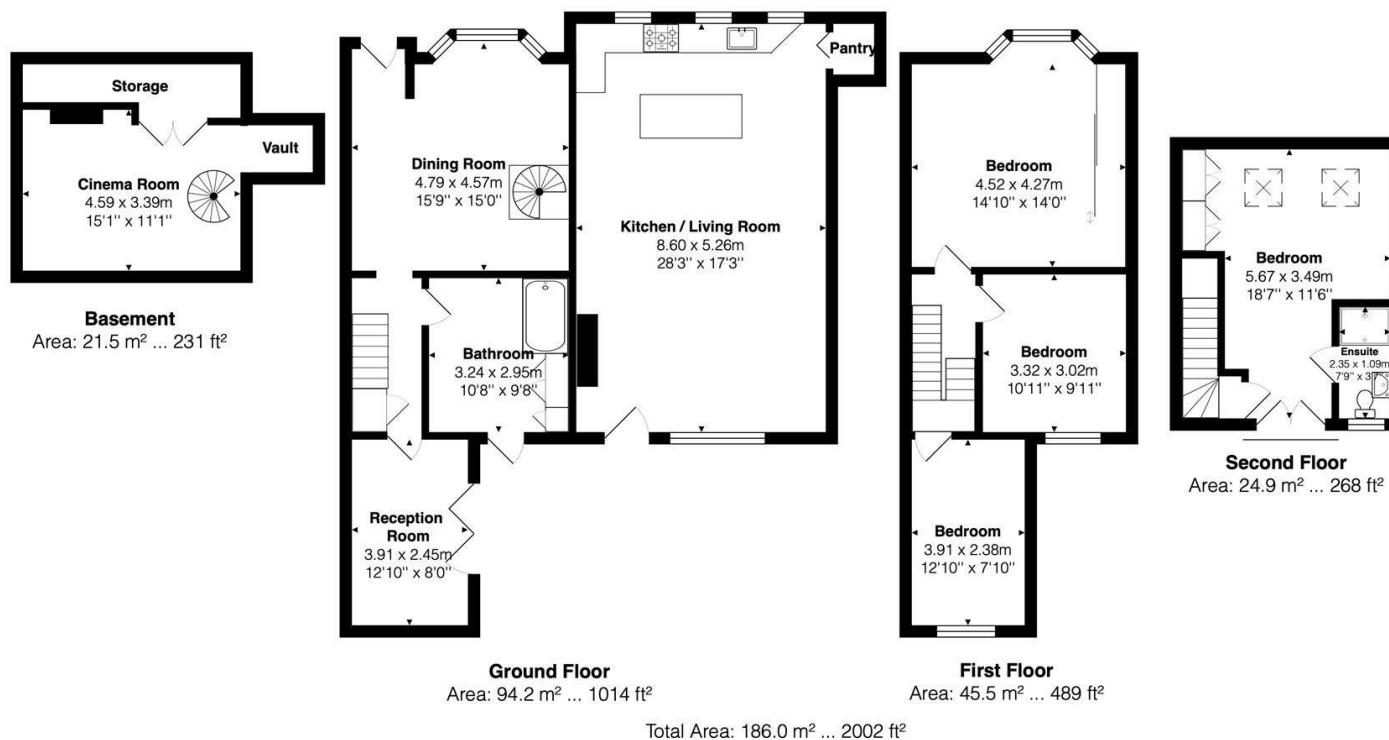 Storage
Vault
Cinema Room
4.59 x 3.39m
15'1'' x 11'1''
Basement
Area: 21.5 m² ... 231 ft²
Dining Room
4.79 x 4.57m
15'9'' x 15'0''
Pantry
Kitchen / Living Room
8.60 x 5.26m
28'3'' x 17'3''
Bathroom
3.24 x 2.95m
10'8'' x 9'8''
Reception
Room
3.91 x 2.45m
12'10'' x 8'0''
Ground Floor
Area: 94.2 m² ... 1014 ft²
Bedroom
4.52 x 4.27m
14'10'' x 14'0''
Bedroom
3.32 x 3.02m
10'11'' x 9'11''
Bedroom
3.91 x 2.38m
12'10'' x 7'10''
First Floor
Area: 45.5 m² ... 489 ft²
Bedroom
5.67 x 3.49m
18'7'' x 11'6''
Ensuite
2.35 x 1.09m
7'9'' x 3'7''
Second Floor
Area: 24.9 m² ... 268 ft²
Total Area: 186.0 m² ... 2002 ft²